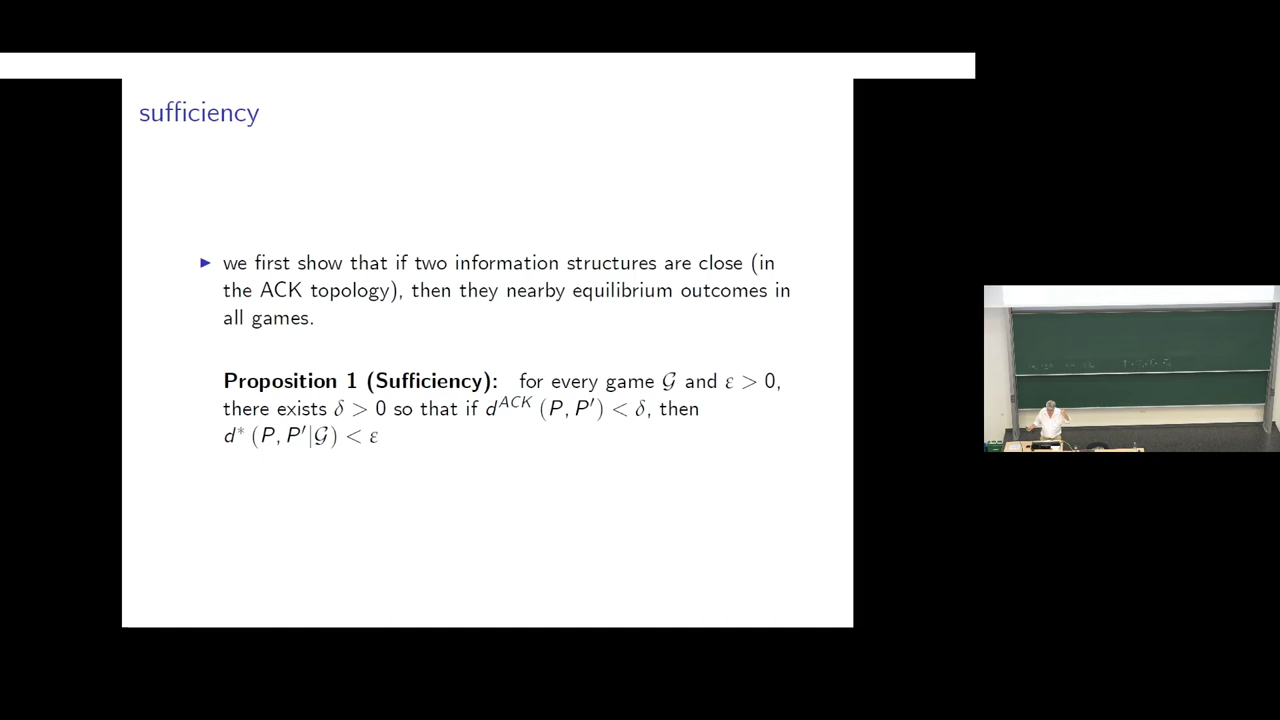 sufficiency
▶ we first show that if two information structures are close (in
the ACK topology), then they nearby equilibrium outcomes in
all games.
Proposition 1 (Sufficiency): for every game 𝒢 and ε > 0,
there exists δ > 0 so that if d^{ACK} (P, P′) < δ, then
d* (P, P′|𝒢) < ε